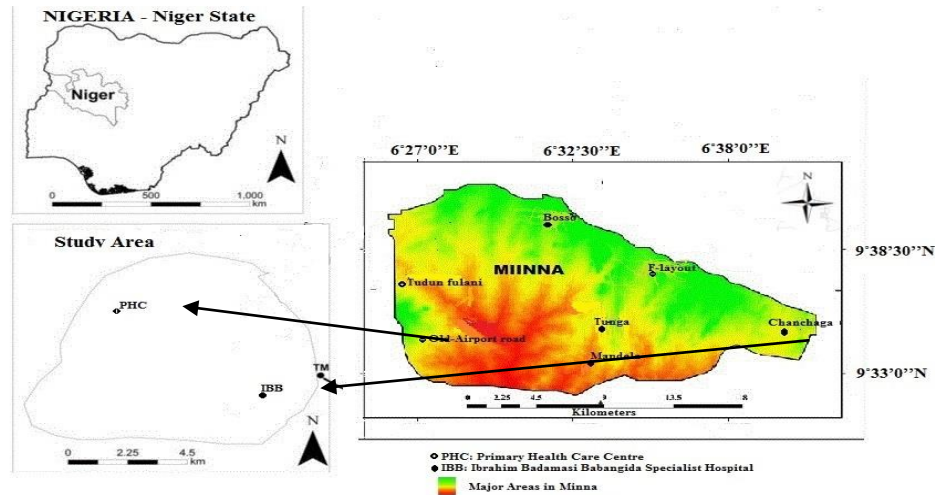 NIGERIA - Niger State
Niger
N
0 500 1,000
km
Study Area
PHC
TM
IBB
N
0 2.25 4.5
km
6°27'0''E 6°32'30''E 6°38'0''E
N
Bosso
9°38'30''N
MIINNA
F-layout
Tudun fulani
Tunga
Chanchaga
Old-Airport road
Mandela
9°33'0''N
0 2.25 4.5 9 13.5 8
Kilometers
PHC: Primary Health Care Centre
IBB: Ibrahim Badamasi Babangida Specialist Hospital
Major Areas in Minna